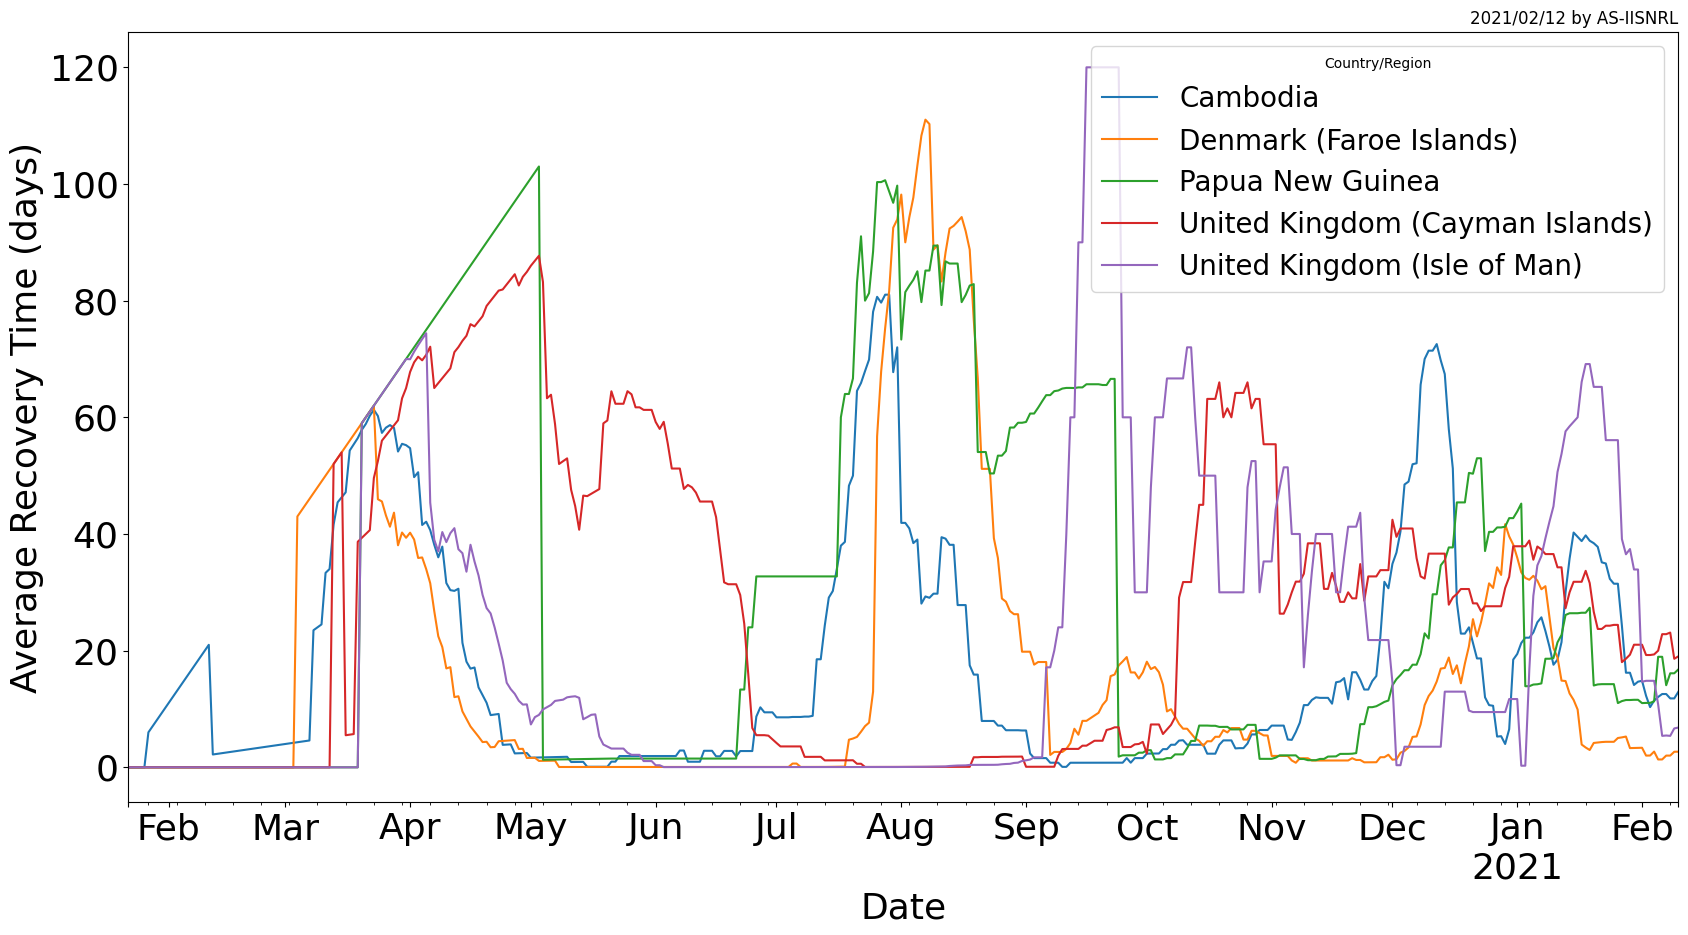 2021/02/12 by AS-IISNRL
Average Recovery Time (days)
120
100
80
60
40
20
0
Country/Region
Cambodia
Denmark (Faroe Islands)
Papua New Guinea
United Kingdom (Cayman Islands)
United Kingdom (Isle of Man)
Feb Mar Apr May Jun Jul Aug Sep Oct Nov Dec Jan Feb
2021
Date